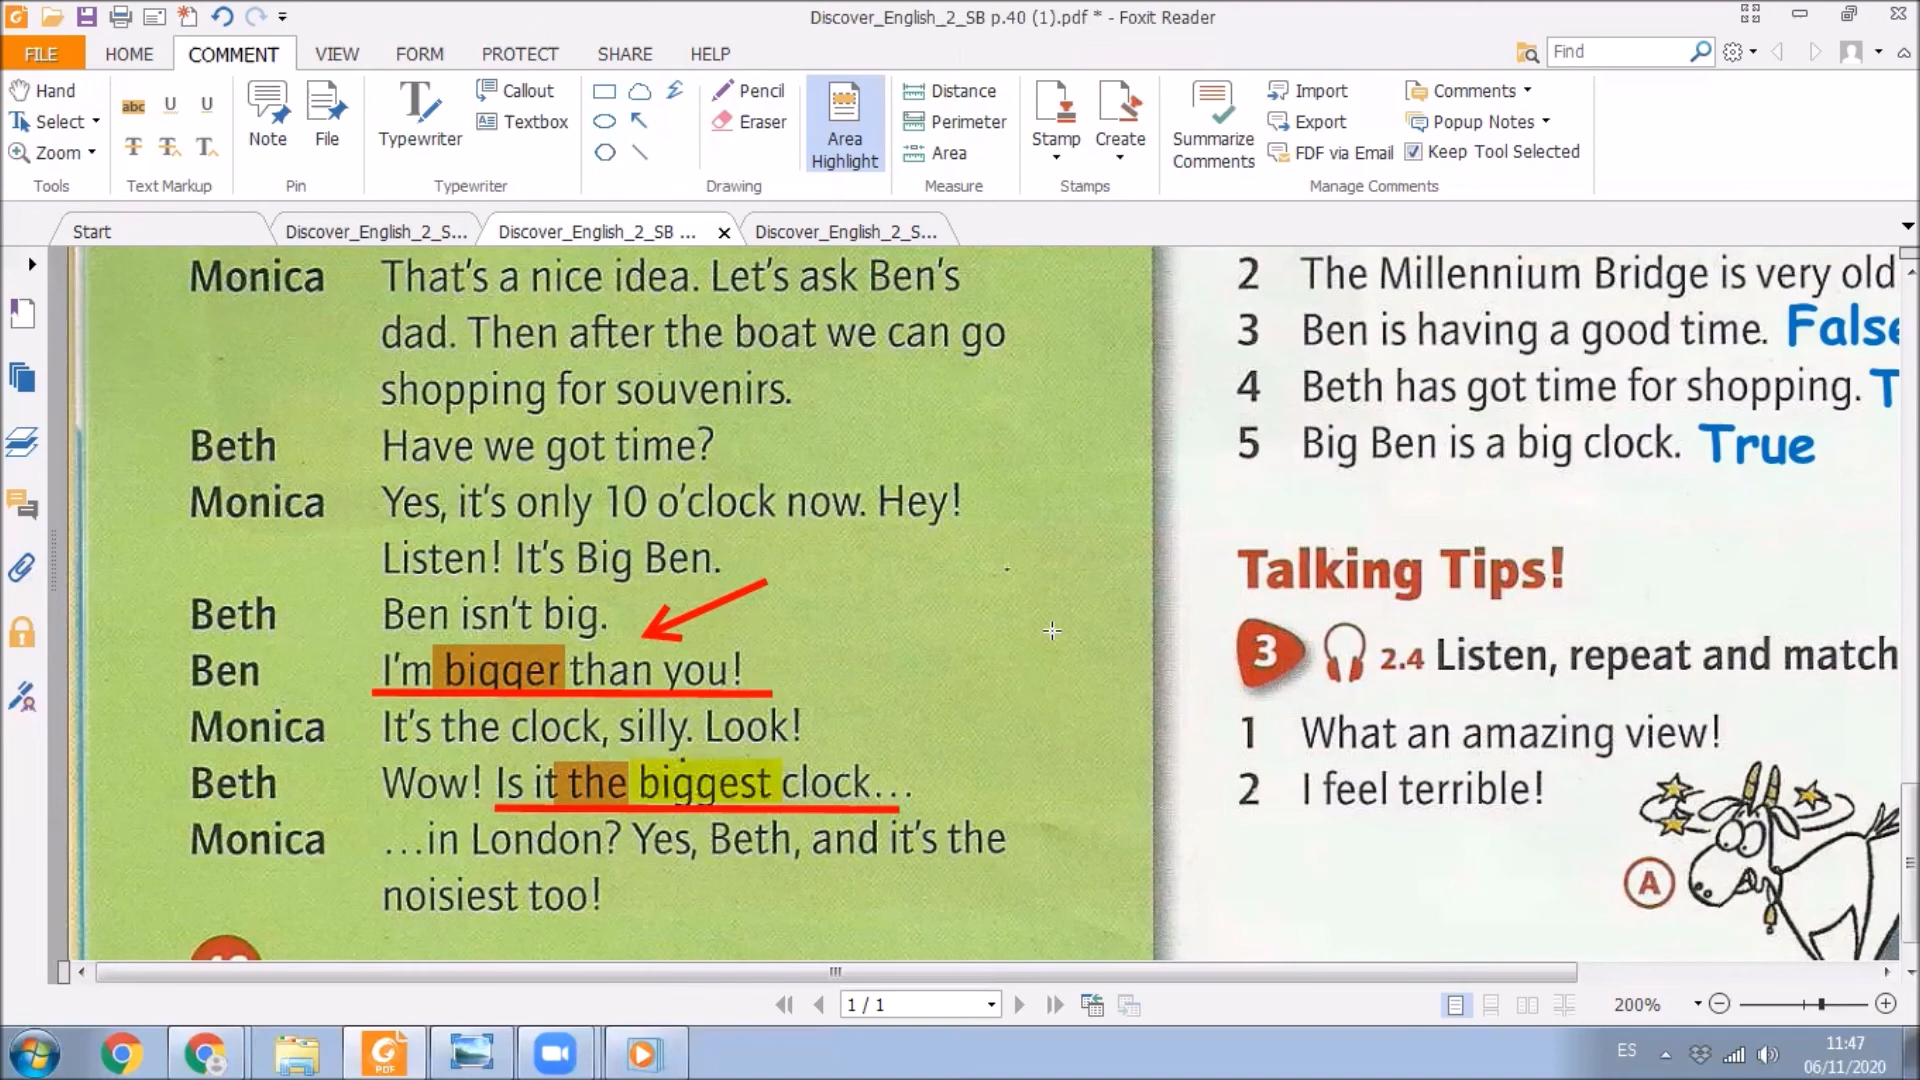 Discover_English_2_SB p.40 (1).pdf * - Foxit Reader
FILE HOME COMMENT VIEW FORM PROTECT SHARE HELP
Find
Hand
Select
Zoom
Tools
abc U U
T T T
Text Markup
Note File
Pin
Typewriter
Callout
Textbox
Typewriter
Pencil
Eraser
Area
Highlight
Drawing
Distance
Perimeter
Area
Measure
Stamp Create
Stamps
Summarize
Comments
Import
Export
FDF via Email
Comments
Popup Notes
Keep Tool Selected
Manage Comments
Start Discover_English_2_S... Discover_English_2_SB ... Discover_English_2_S...
Monica That's a nice idea. Let's ask Ben's
dad. Then after the boat we can go
shopping for souvenirs.
Beth Have we got time?
Monica Yes, it's only 10 o'clock now. Hey!
Listen! It's Big Ben.
Beth Ben isn't big.
Ben I'm bigger than you!
Monica It's the clock, silly. Look!
Beth Wow! Is it the biggest clock...
Monica ...in London? Yes, Beth, and it's the
noisiest too!
2 The Millennium Bridge is very old
3 Ben is having a good time. False
4 Beth has got time for shopping. T
5 Big Ben is a big clock. True
Talking Tips!
3 2.4 Listen, repeat and match
1 What an amazing view!
2 I feel terrible!
A
1 / 1
200%
PDF
ES
11:47
06/11/2020